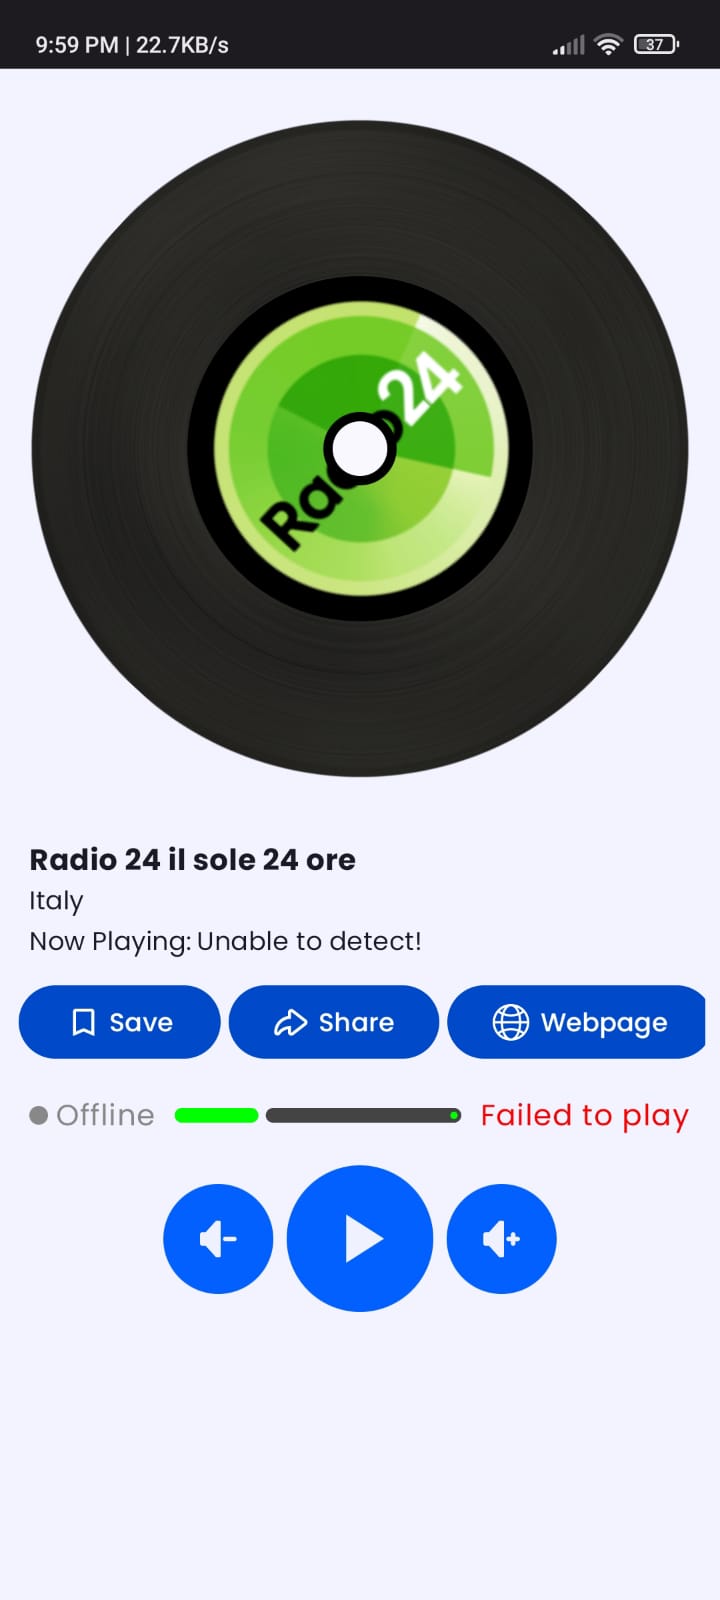 9:59 PM | 22.7KB/s
37
24
Radio 24 il sole 24 ore
Italy
Now Playing: Unable to detect!
Save
Share
Webpage
Offline
Failed to play